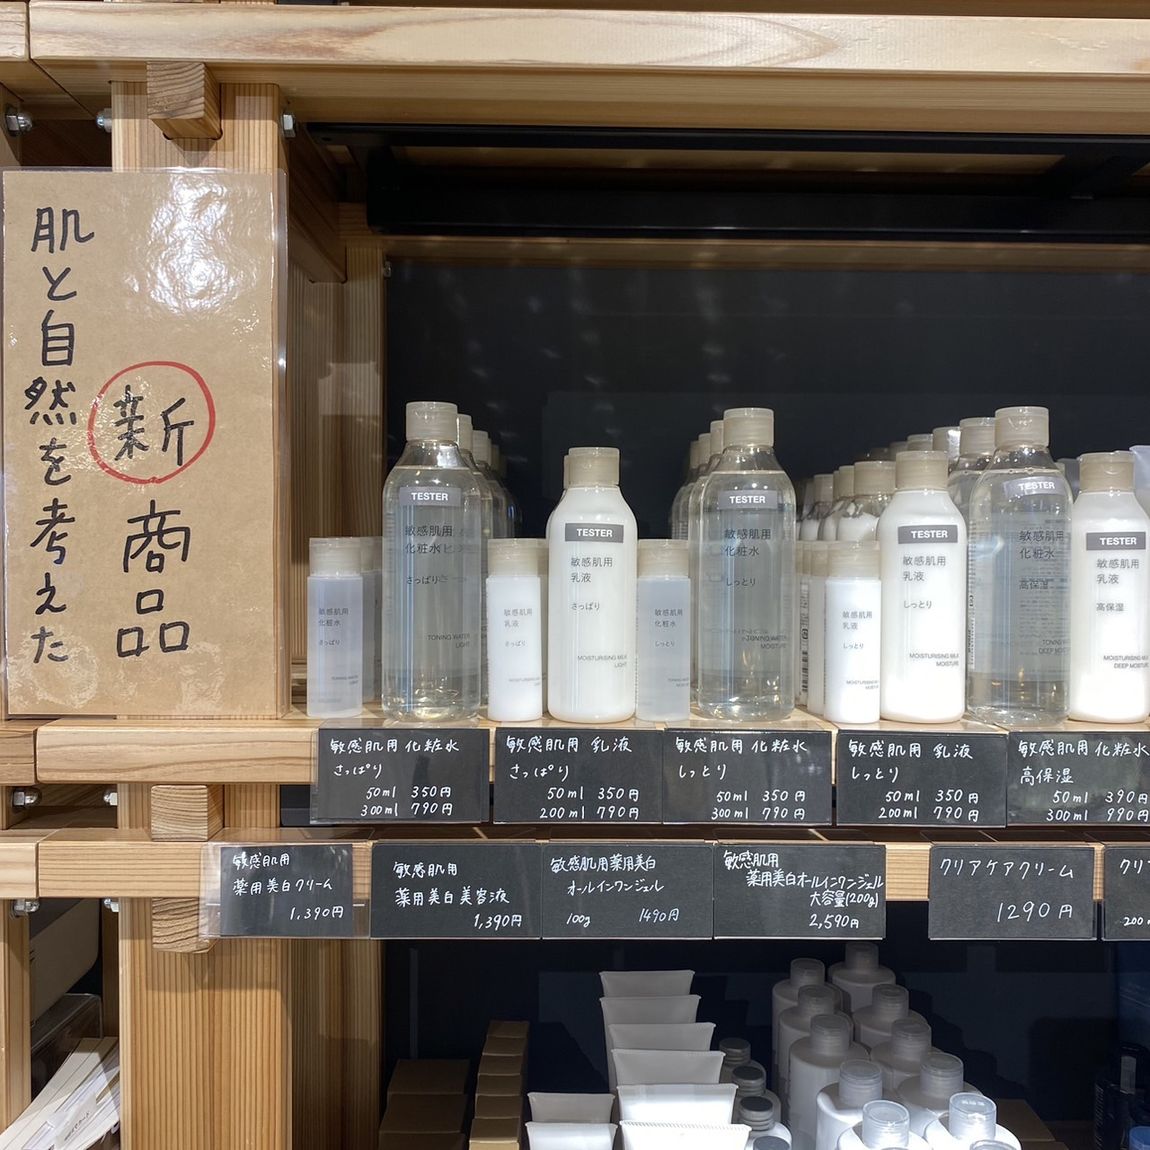 肌と自然を考えた
新商品
敏感肌用
化粧水
さっぱり
TESTER
敏感肌用
化粧水
さっぱり
TONING WATER
LIGHT
敏感肌用
乳液
さっぱり
TESTER
敏感肌用
乳液
さっぱり
MOISTURISING MILK
LIGHT
敏感肌用
化粧水
しっとり
TESTER
敏感肌用
化粧水
しっとり
TONING WATER
MOISTURE
敏感肌用
乳液
しっとり
TESTER
敏感肌用
乳液
しっとり
MOISTURISING MILK
MOISTURE
TESTER
敏感肌用
化粧水
高保湿
TONING WATER
DEEP MOISTURE
TESTER
敏感肌用
乳液
高保湿
MOISTURISING MILK
DEEP MOISTURE
敏感肌用 化粧水
さっぱり
50ml 350円
300ml 790円
敏感肌用 乳液
さっぱり
50ml 350円
200ml 790円
敏感肌用 化粧水
しっとり
50ml 350円
300ml 790円
敏感肌用 乳液
しっとり
50ml 350円
200ml 790円
敏感肌用 化粧水
高保湿
50ml 390円
300ml 990円
敏感肌用
薬用美白クリーム
1,390円
敏感肌用
薬用美白美容液
1,390円
敏感肌用薬用美白
オールインワンジェル
100g 1490円
敏感肌用
薬用美白オールインワンジェル
大容量(200g)
2,590円
クリアケアクリーム
1290円
クリア
200